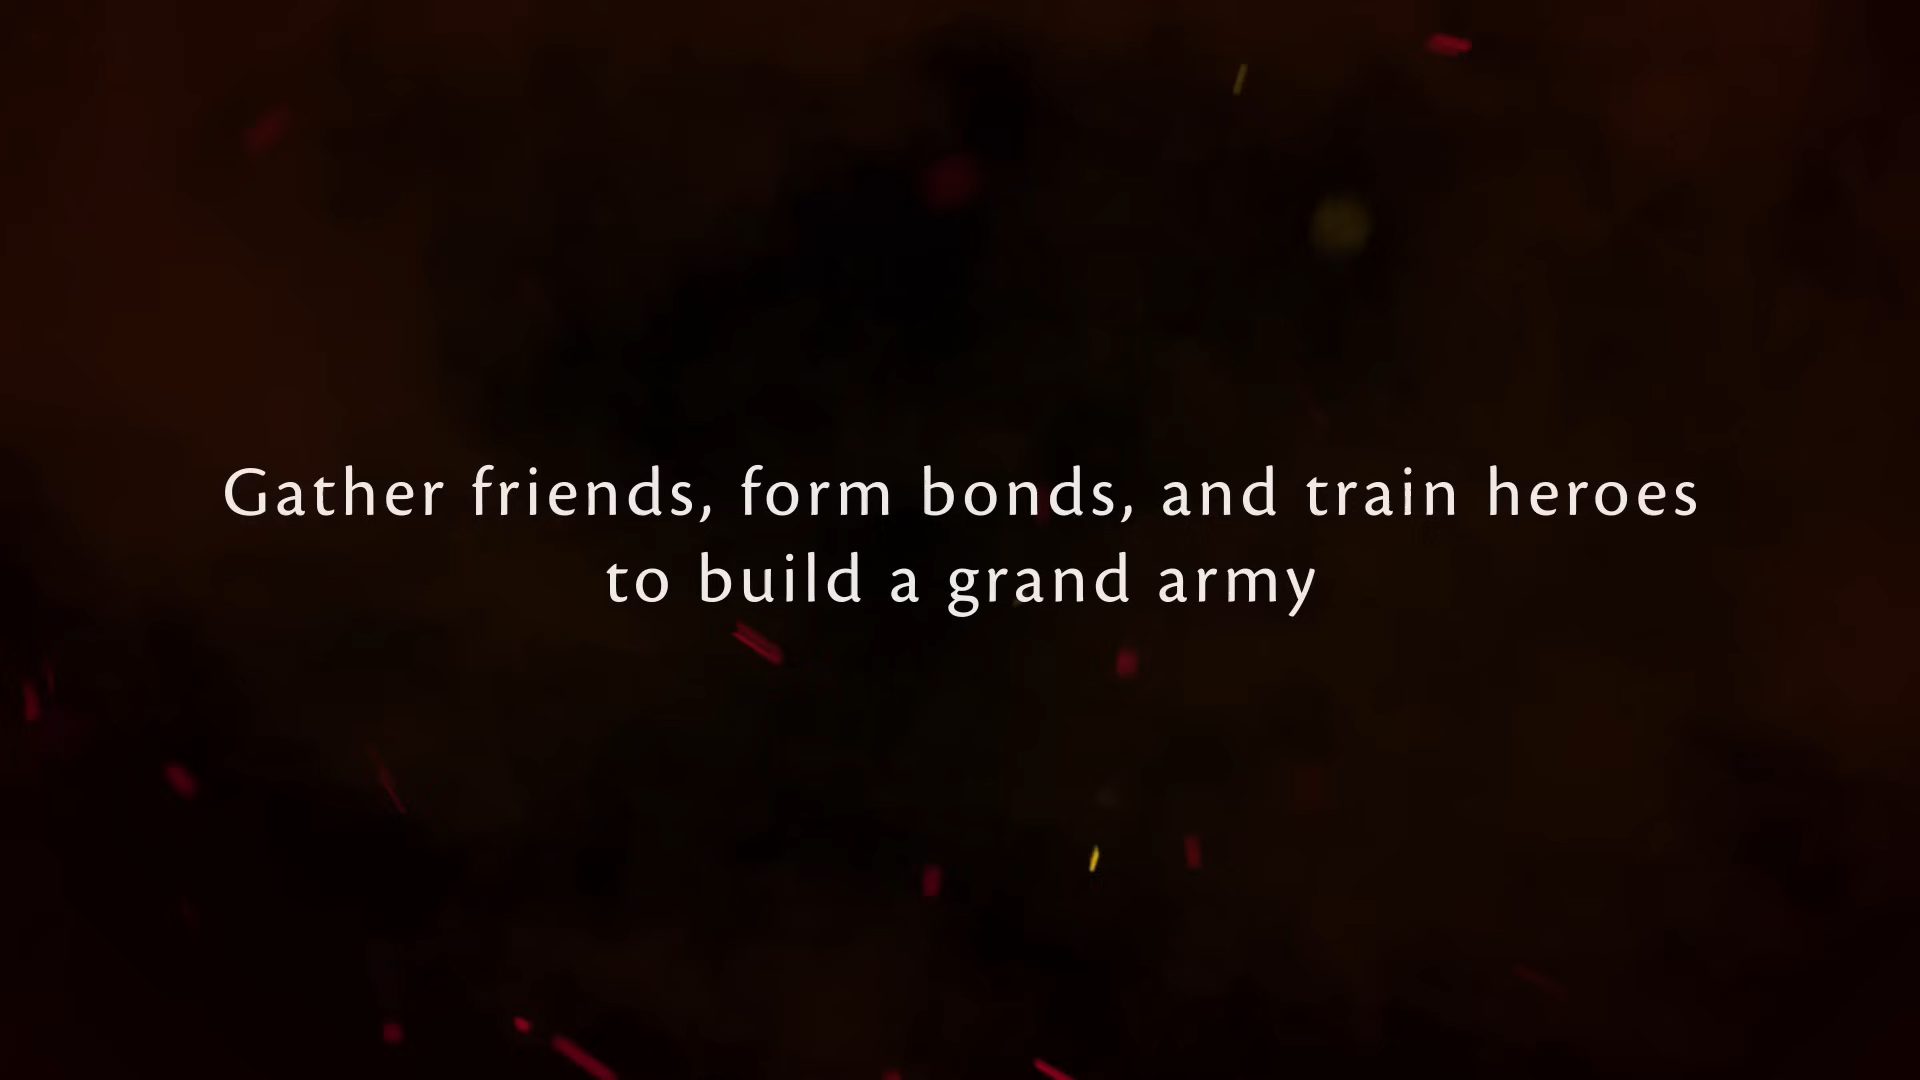 Gather friends, form bonds, and train heroes
to build a grand army